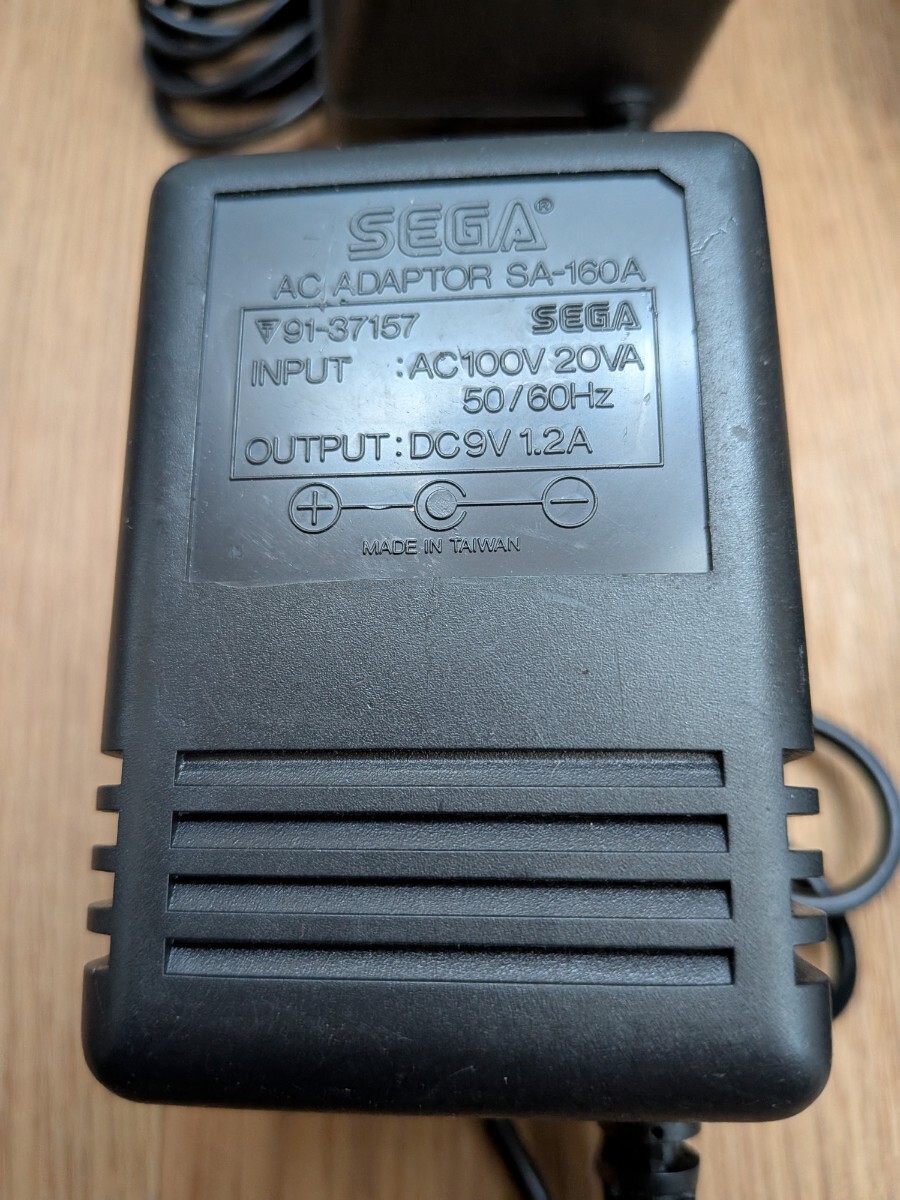 SEGA®
AC ADAPTOR SA-160A
91-37157 SEGA
INPUT : AC100V 20VA
50/60Hz
OUTPUT : DC9V 1.2A
+ −
MADE IN TAIWAN